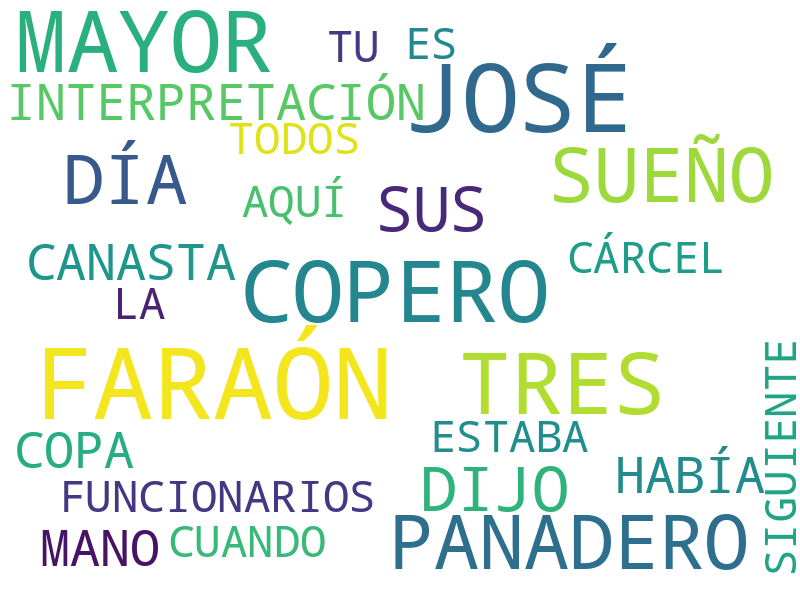 MAYOR
TU
ES
JOSÉ
INTERPRETACIÓN
TODOS
DÍA
SUEÑO
AQUÍ
SUS
CANASTA
CÁRCEL
LA
COPERO
FARAÓN
TRES
SIGUIENTE
COPA
ESTABA
DIJO
HABÍA
FUNCIONARIOS
MANO
CUANDO
PANADERO